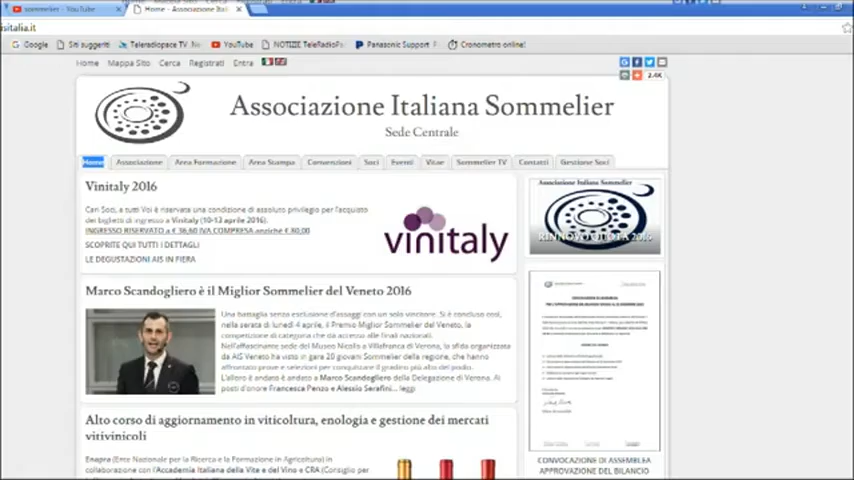 sommelier - YouTube
Home - Associazione Ital
isitalia.it
Google
Siti suggeriti
Teleradiopace TV
YouTube
NOTIZIE TeleRadioPa
Panasonic Support
Cronometro online!
Home Mappa Sito Cerca Registrati Entra
2.4K
Associazione Italiana Sommelier
Sede Centrale
Home Associazione Area Formazione Area Stampa Convenzioni Soci Eventi Vitae Sommelier TV Contatti Gestione Soci
Vinitaly 2016
Cari Soci, a tutti Voi è riservata una condizione di assoluto privilegio per l'acquisto
dei biglietti di ingresso a Vinitaly (10-13 aprile 2016).
INGRESSO RISERVATO a € 36,60 IVA COMPRESA anziché € 80,00
SCOPRITE QUI TUTTI I DETTAGLI
LE DEGUSTAZIONI AIS IN FIERA
vinitaly
Associazione Italiana Sommelier
RINNOVO QUOTA 2016
Marco Scandogliero è il Miglior Sommelier del Veneto 2016
Una battaglia senza esclusione d'assaggi con un solo vincitore. Si è concluso così,
nella serata di lunedì 4 aprile, il Premio Miglior Sommelier del Veneto, la
competizione di categoria che dà accesso alle finali nazionali.
Nell'affascinante sede del Museo Nicolis a Villafranca di Verona, la sfida organizzata
da AIS Veneto ha visto in gara 20 giovani Sommelier della regione, che hanno
affrontato prove e selezioni per conquistare il gradino più alto del podio.
L'alloro è andato è andato a Marco Scandogliero della Delegazione di Verona. Ai
posti d'onore Francesca Penzo e Alessio Serafini... leggi
Alto corso di aggiornamento in viticoltura, enologia e gestione dei mercati
vitivinicoli
Enapra (Ente Nazionale per la Ricerca e la Formazione in Agricoltura) in
collaborazione con l'Accademia Italiana della Vite e del Vino e CRA (Consiglio per
CONVOCAZIONE DI ASSEMBLEA
APPROVAZIONE DEL BILANCIO